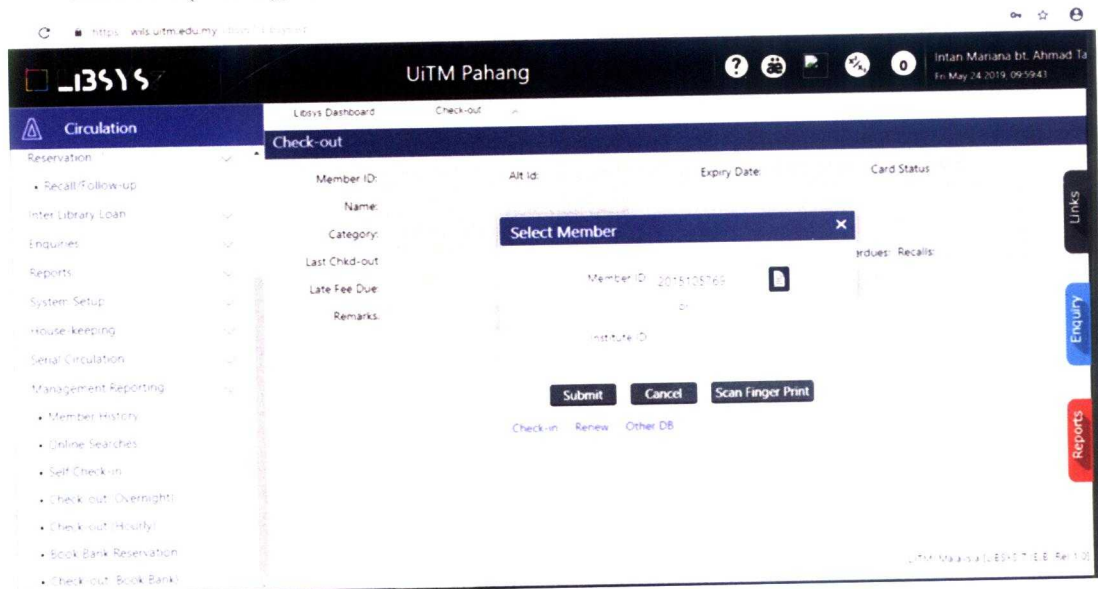 https wils.uitm.edu.my
LIBSYS7
UiTM Pahang
?
0
Intan Mariana bt. Ahmad Ta
Fri May 24 2019, 09:59:43
Circulation
Libsys Dashboard
Check-out
Check-out
Reservation
• Recall/Follow-up
Inter Library Loan
Enquiries
Reports
System Setup
House-keeping
Serial Circulation
Management Reporting
• Member History
• Online Searches
• Self Check-in
• Check-out(Overnight)
• Check-out(Hourly)
• Book Bank Reservation
• Check-out(Book Bank)
Member ID:
Alt Id:
Expiry Date:
Card Status
Name:
Category:
Last Chkd-out
Late Fee Due:
Remarks:
erdues: Recalls:
Select Member
×
Member ID: 2015125769
or
Institute ID
Submit
Cancel
Scan Finger Print
Check-in
Renew
Other DB
Links
Enquiry
Reports